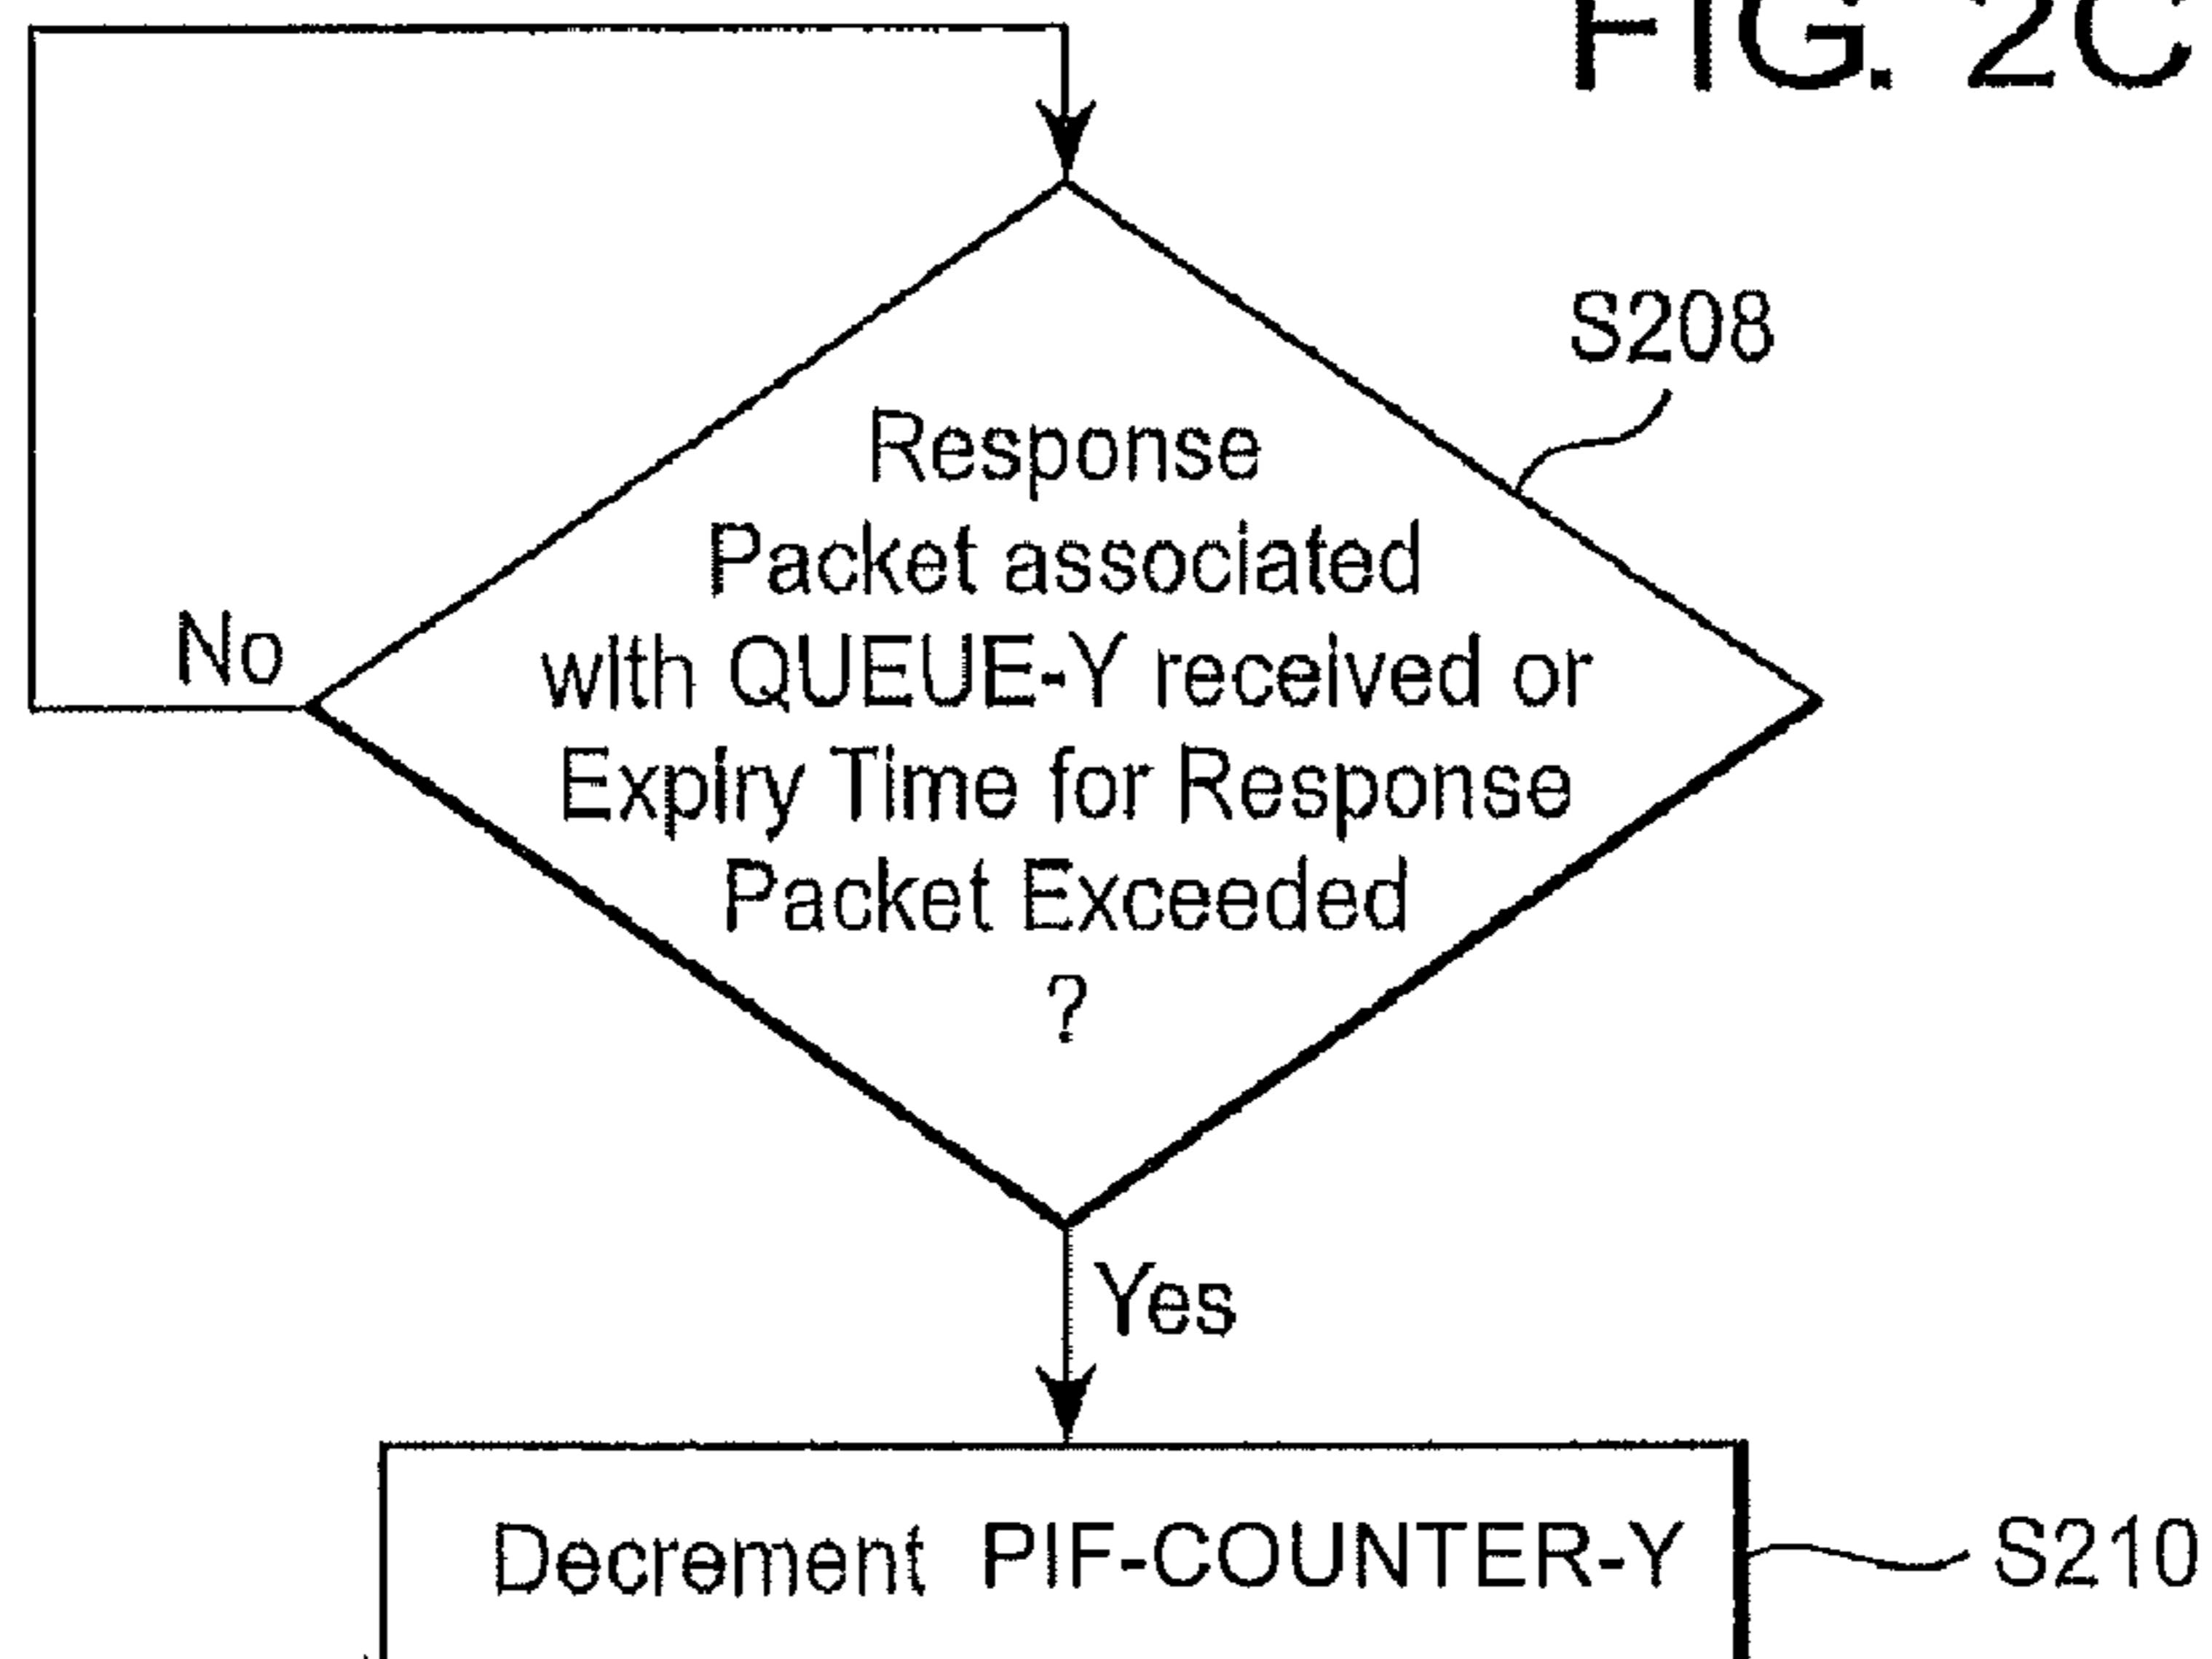 FIG. 2C
S208
Response
Packet associated
with QUEUE-Y received or
Expiry Time for Response
Packet Exceeded
?
No
Yes
Decrement PIF-COUNTER-Y
S210